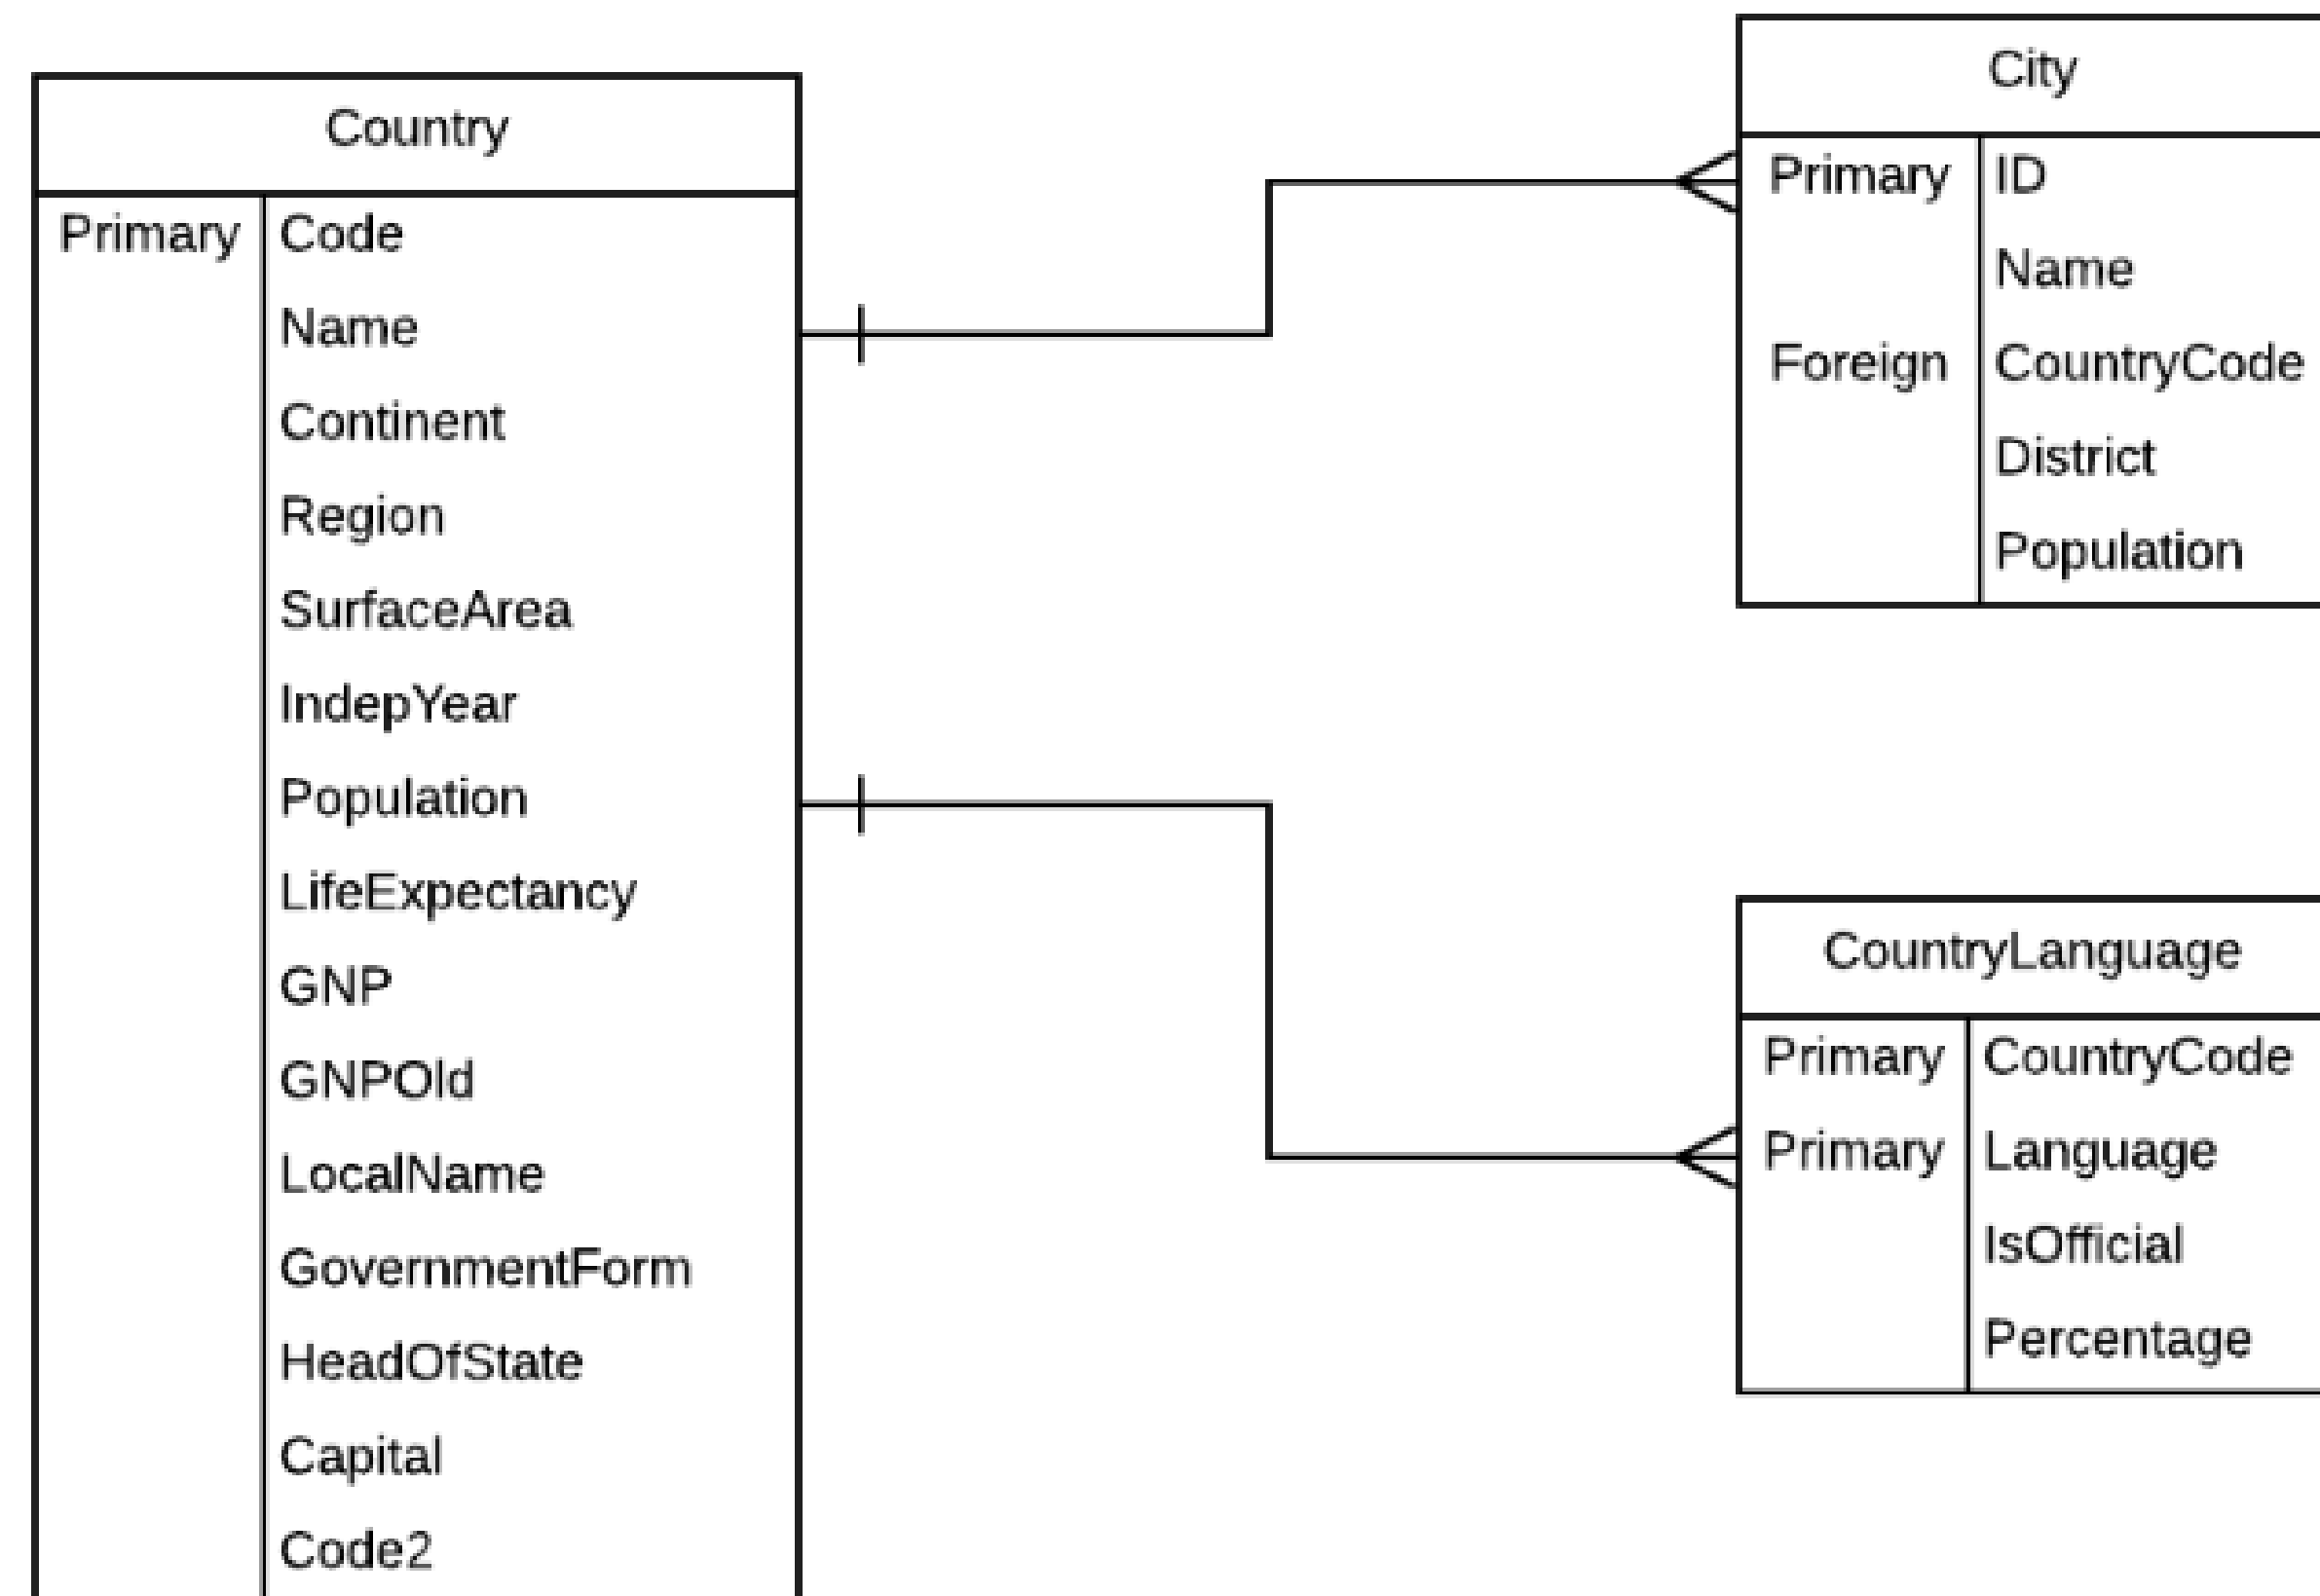 Country
Primary Code
Name
Continent
Region
SurfaceArea
IndepYear
Population
LifeExpectancy
GNP
GNPOld
LocalName
GovernmentForm
HeadOfState
Capital
Code2
City
Primary ID
Name
Foreign CountryCode
District
Population
CountryLanguage
Primary CountryCode
Primary Language
IsOfficial
Percentage